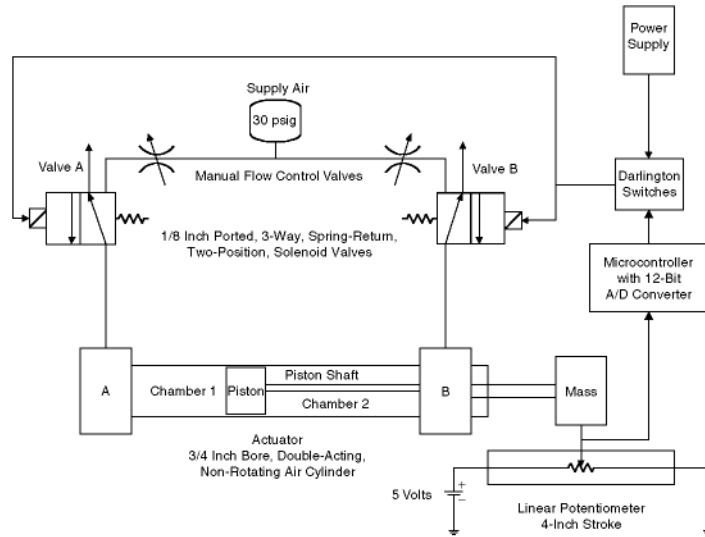 Power
Supply
Supply Air
30 psig
Valve A
Manual Flow Control Valves
Valve B
Darlington
Switches
1/8 Inch Ported, 3-Way, Spring-Return,
Two-Position, Solenoid Valves
Microcontroller
with 12-Bit
A/D Converter
A
Chamber 1
Piston
Piston Shaft
Chamber 2
B
Mass
Actuator
3/4 Inch Bore, Double-Acting,
Non-Rotating Air Cylinder
5 Volts
+
–
Linear Potentiometer
4-Inch Stroke